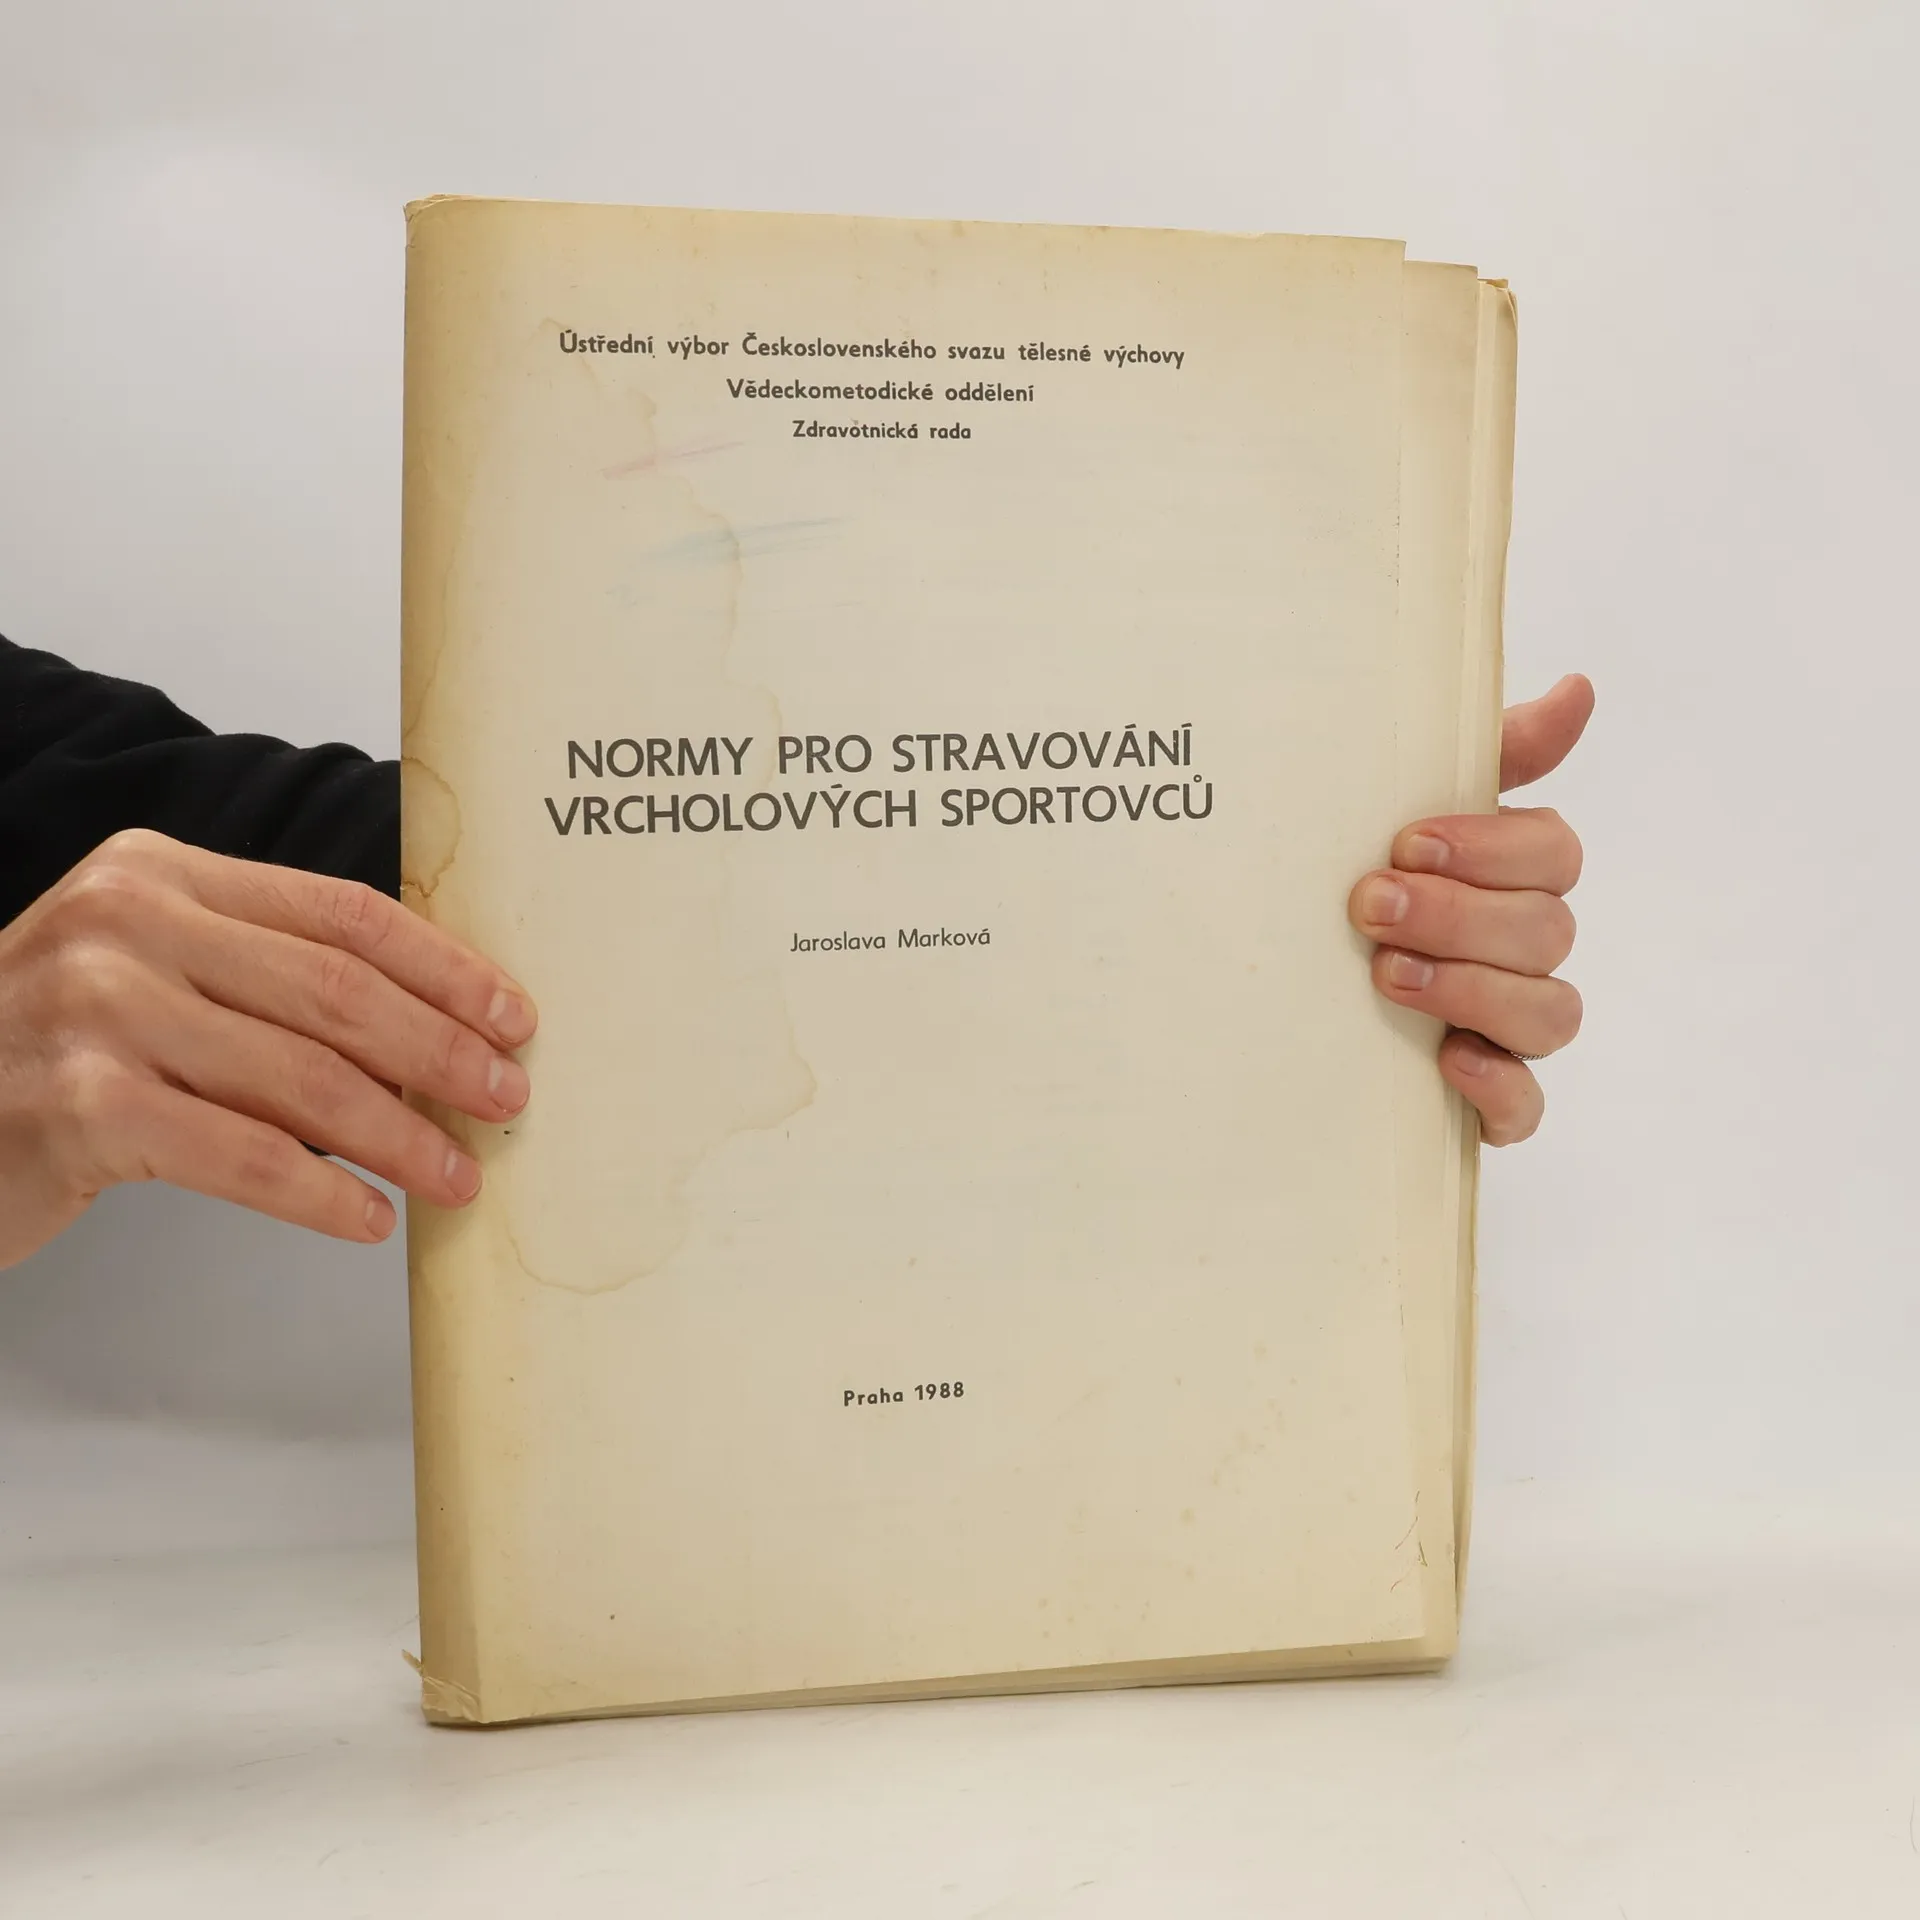 Ústřední výbor Československého svazu tělesné výchovy
Vědeckometodické oddělení
Zdravotnická rada
NORMY PRO STRAVOVÁNÍ
VRCHOLOVÝCH SPORTOVCŮ
Jaroslava Marková
Praha 1988